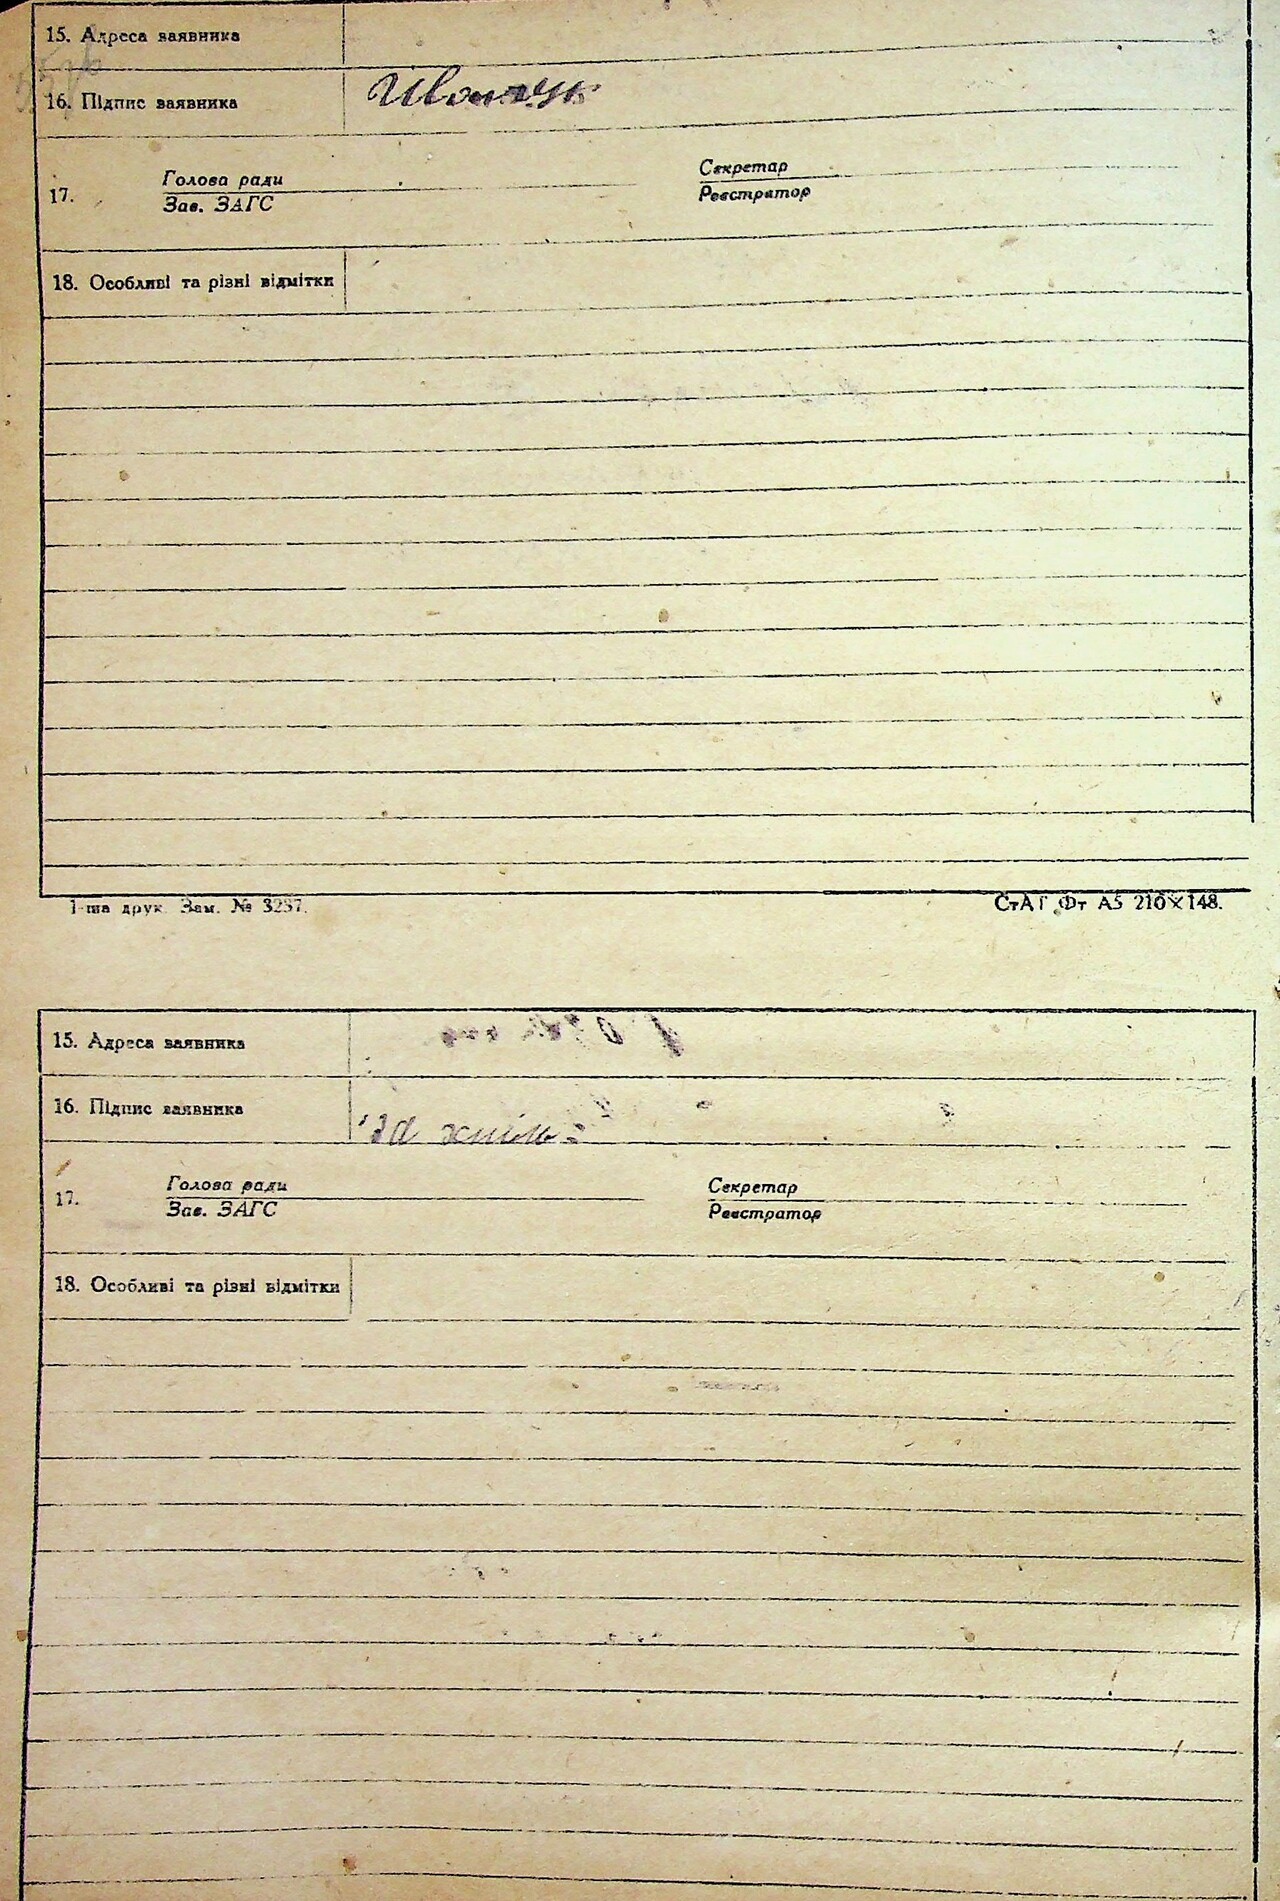 15. Адреса заявника
16. Підпис заявника
17. Голова ради Секретар
Зав. ЗАГС Реєстратор
18. Особливі та різні відмітки
1-ша друк. Зам. № 3237. СтАГ Фт А5 210×148.
15. Адреса заявника
16. Підпис заявника
17. Голова ради Секретар
Зав. ЗАГС Реєстратор
18. Особливі та різні відмітки